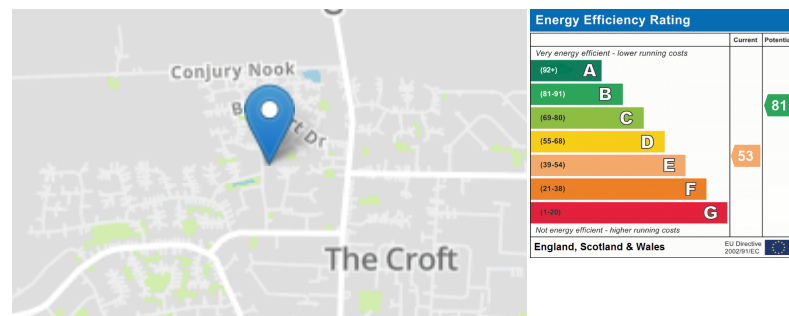 Conjury Nook
The Croft
Energy Efficiency Rating
Current
Very energy efficient - lower running costs
(92+) A
(81-91) B
81
(69-80) C
(55-68) D
(39-54) E
53
(21-38) F
(1-20) G
Not energy efficient - higher running costs
England, Scotland & Wales
EU Directive
2002/91/EC